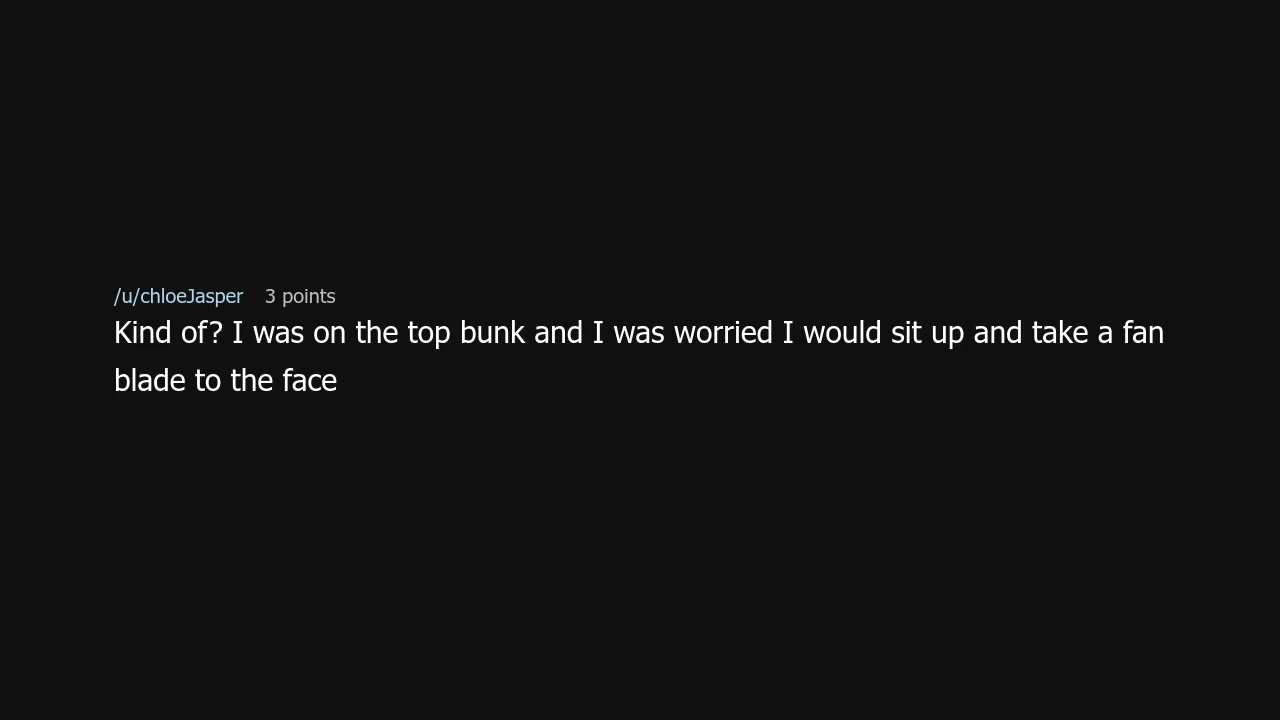 /u/chloeJasper 3 points
Kind of? I was on the top bunk and I was worried I would sit up and take a fan
blade to the face